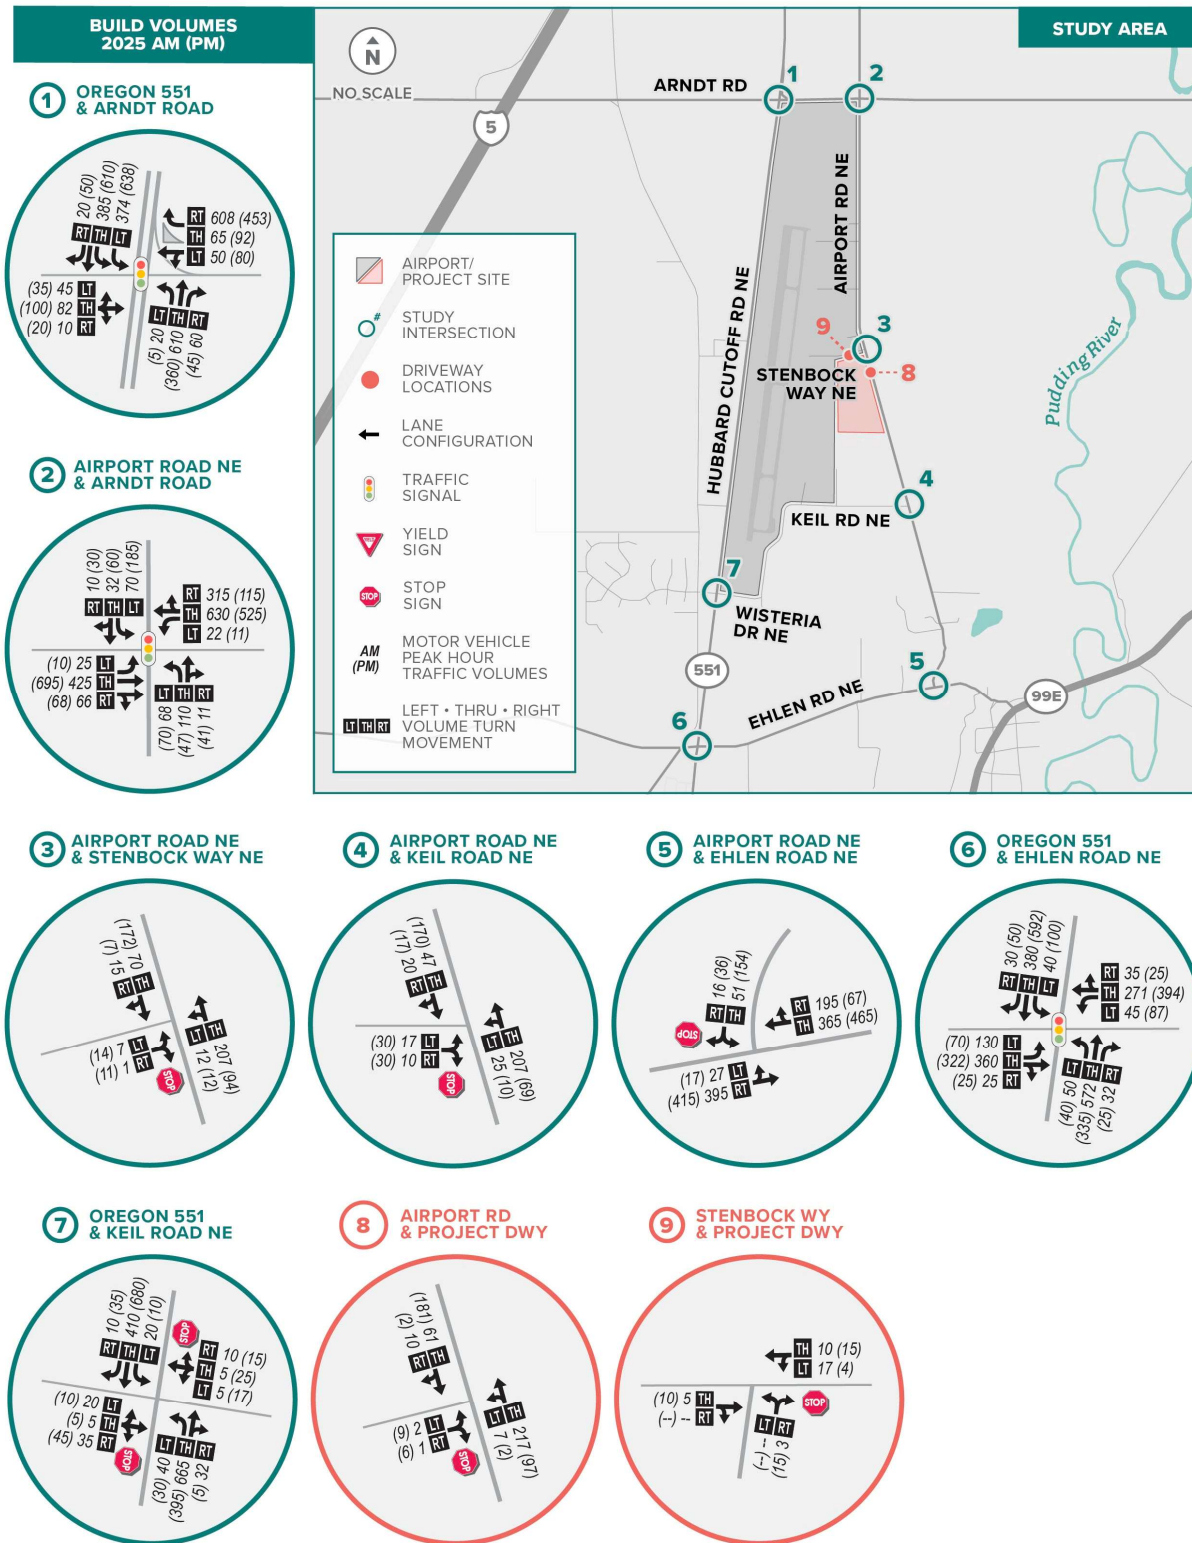 BUILD VOLUMES
2025 AM (PM)
STUDY AREA
N
NO SCALE
5
ARNDT RD
1
2
AIRPORT RD NE
HUBBARD CUTOFF RD NE
9
3
STENBOCK
WAY NE
8
4
KEIL RD NE
7
WISTERIA
DR NE
551
5
EHLEN RD NE
99E
6
Pudding River
AIRPORT/
PROJECT SITE
#
STUDY
INTERSECTION
DRIVEWAY
LOCATIONS
LANE
CONFIGURATION
TRAFFIC
SIGNAL
YIELD
YIELD
SIGN
STOP
STOP
SIGN
AM
(PM)
MOTOR VEHICLE
PEAK HOUR
TRAFFIC VOLUMES
LT TH RT
LEFT • THRU • RIGHT
VOLUME TURN
MOVEMENT
1
OREGON 551
& ARNDT ROAD
RT 20 (50)
TH 385 (610)
LT 374 (638)
RT 608 (453)
TH 65 (92)
LT 50 (80)
(35) 45 LT
(100) 82 TH
(20) 10 RT
(5) 20 LT
(360) 610 TH
(45) 60 RT
2
AIRPORT ROAD NE
& ARNDT ROAD
RT 10 (30)
TH 32 (60)
LT 70 (185)
RT 315 (115)
TH 630 (525)
LT 22 (11)
(10) 25 LT
(695) 425 TH
(68) 66 RT
(70) 68 LT
(47) 110 TH
(41) 11 RT
3
AIRPORT ROAD NE
& STENBOCK WAY NE
(172) 70 TH
(7) 15 RT
(14) 7 LT
(11) 1 RT
STOP
LT 12 (12)
TH 207 (94)
4
AIRPORT ROAD NE
& KEIL ROAD NE
(170) 47 TH
(17) 20 RT
(30) 17 LT
(30) 10 RT
STOP
LT 25 (10)
TH 207 (69)
5
AIRPORT ROAD NE
& EHLEN ROAD NE
RT 16 (36)
TH 51 (154)
STOP
RT 195 (67)
TH 365 (465)
(17) 27 LT
(415) 395 RT
6
OREGON 551
& EHLEN ROAD NE
RT 30 (50)
TH 380 (592)
LT 40 (100)
RT 35 (25)
TH 271 (394)
LT 45 (87)
(70) 130 LT
(322) 360 TH
(25) 25 RT
(40) 50 LT
(335) 572 TH
(25) 32 RT
7
OREGON 551
& KEIL ROAD NE
RT 10 (35)
TH 410 (680)
LT 20 (10)
STOP
RT 10 (15)
TH 5 (25)
LT 5 (17)
(10) 20 LT
(5) 5 TH
(45) 35 RT
STOP
(30) 40 LT
(395) 665 TH
(5) 32 RT
8
AIRPORT RD
& PROJECT DWY
(181) 61 TH
(2) 10 RT
(9) 2 LT
(6) 1 RT
STOP
LT 7 (2)
TH 217 (97)
9
STENBOCK WY
& PROJECT DWY
TH 10 (15)
LT 17 (4)
(10) 5 TH
(--) -- RT
STOP
(--) -- LT
(15) 3 RT